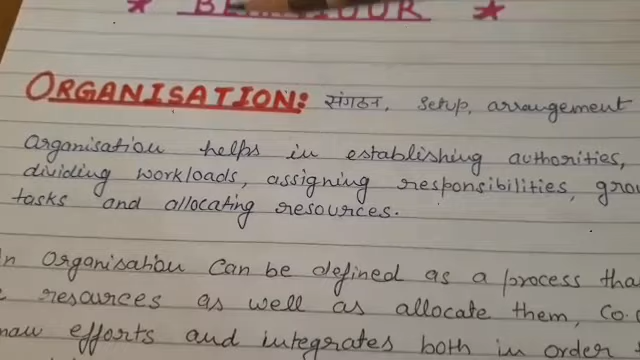 BEHAVIOUR
ORGANISATION: संगठन, setup, arrangement
Organisation helps in establishing authorities,
dividing workloads, assigning responsibilities,
tasks and allocating resources.
Organisation can be defined as a process
resources as well as allocate them,
efforts and integrates both in order